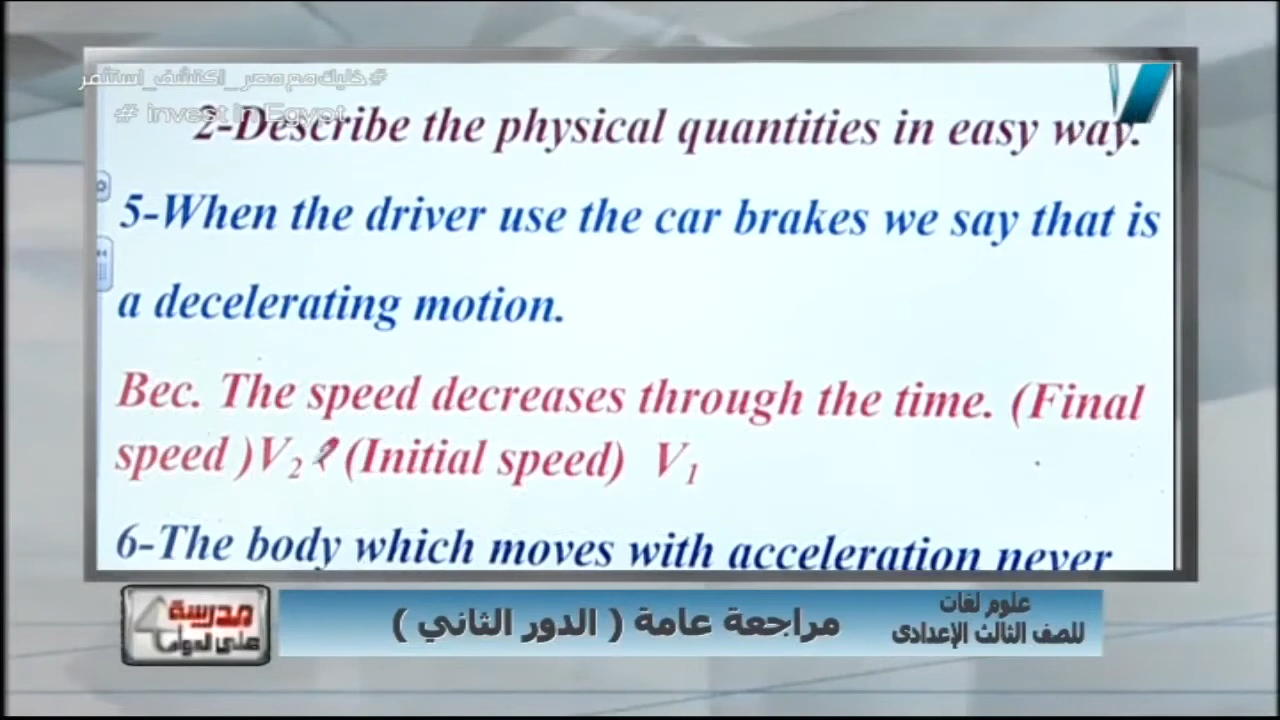 #خليك_مع_مصر_اكتشف_استثمر
# invest in Egypt
2-Describe the physical quantities in easy way.
5-When the driver use the car brakes we say that is
a decelerating motion.
Bec. The speed decreases through the time. (Final
speed )V₂ (Initial speed) V₁
6-The body which moves with acceleration never
علوم لغات
للصف الثالث الإعدادى
مراجعة عامة ( الدور الثاني )
مدرسة
على الهواء